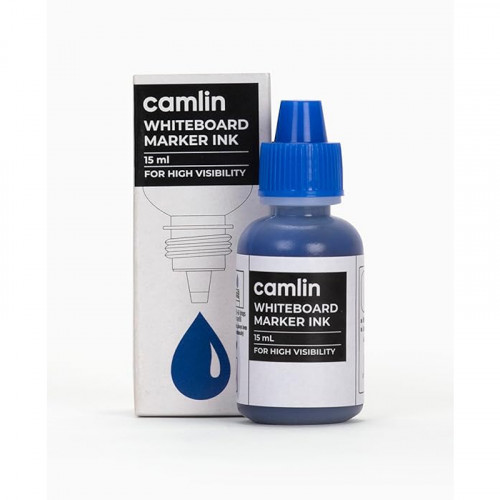 camlin
WHITEBOARD
MARKER INK
15 ml
FOR HIGH VISIBILITY
camlin
WHITEBOARD
MARKER INK
15 mL
FOR HIGH VISIBILITY